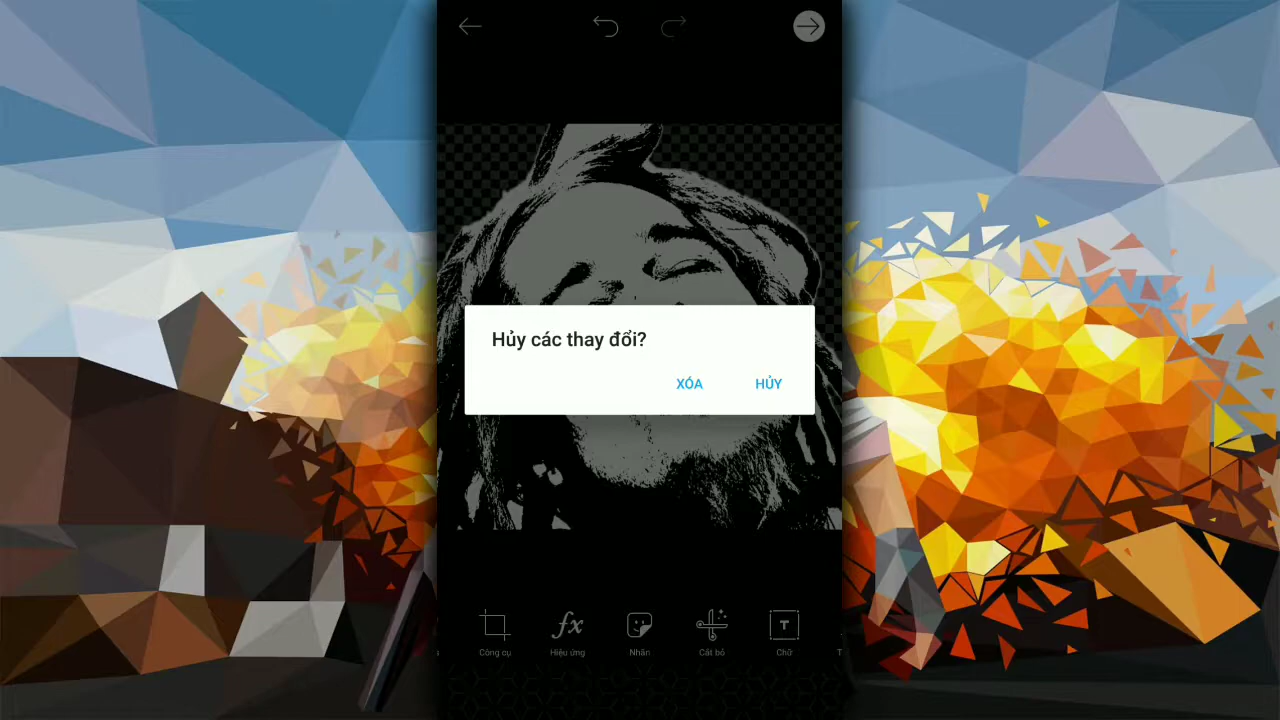 Hủy các thay đổi?
XÓA HỦY
Công cụ Hiệu ứng Nhãn Cắt bỏ Chữ